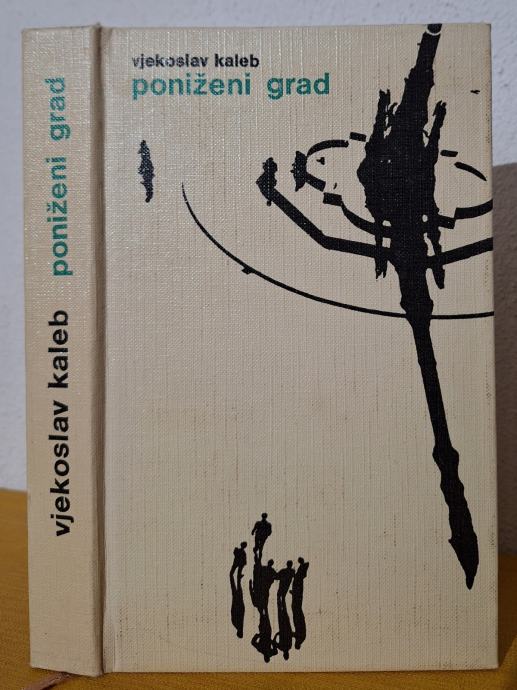 vjekoslav kaleb
poniženi grad
vjekoslav kaleb poniženi grad